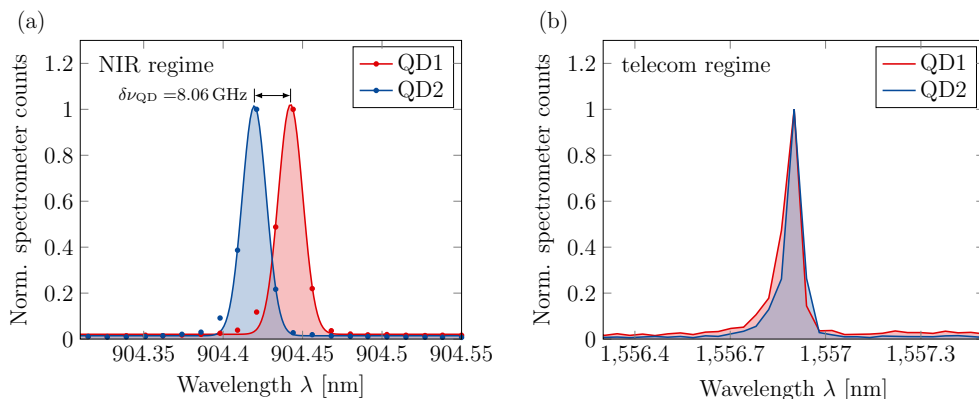 (a)
NIR regime
QD1
QD2
δν_QD =8.06 GHz
Norm. spectrometer counts
0
0.2
0.4
0.6
0.8
1
1.2
904.35
904.4
904.45
904.5
904.55
Wavelength λ [nm]
(b)
telecom regime
QD1
QD2
Norm. spectrometer counts
0
0.2
0.4
0.6
0.8
1
1.2
1,556.4
1,556.7
1,557
1,557.3
Wavelength λ [nm]